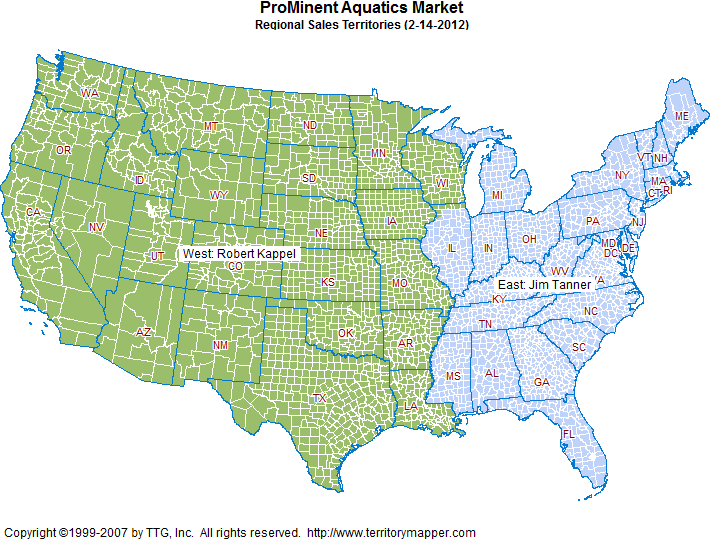 ProMinent Aquatics Market
Regional Sales Territories (2-14-2012)
WA
MT
ND
MN
ME
OR
ID
WY
SD
WI
MI
NY
VT
NH
MA
CT
RI
CA
NV
UT
CO
NE
IA
IL
IN
OH
PA
NJ
MD
DE
DC
West: Robert Kappel
East: Jim Tanner
KS
MO
WV
VA
KY
AZ
NM
OK
AR
TN
NC
SC
TX
LA
MS
AL
GA
FL
Copyright ©1999-2007 by TTG, Inc.  All rights reserved.  http://www.territorymapper.com